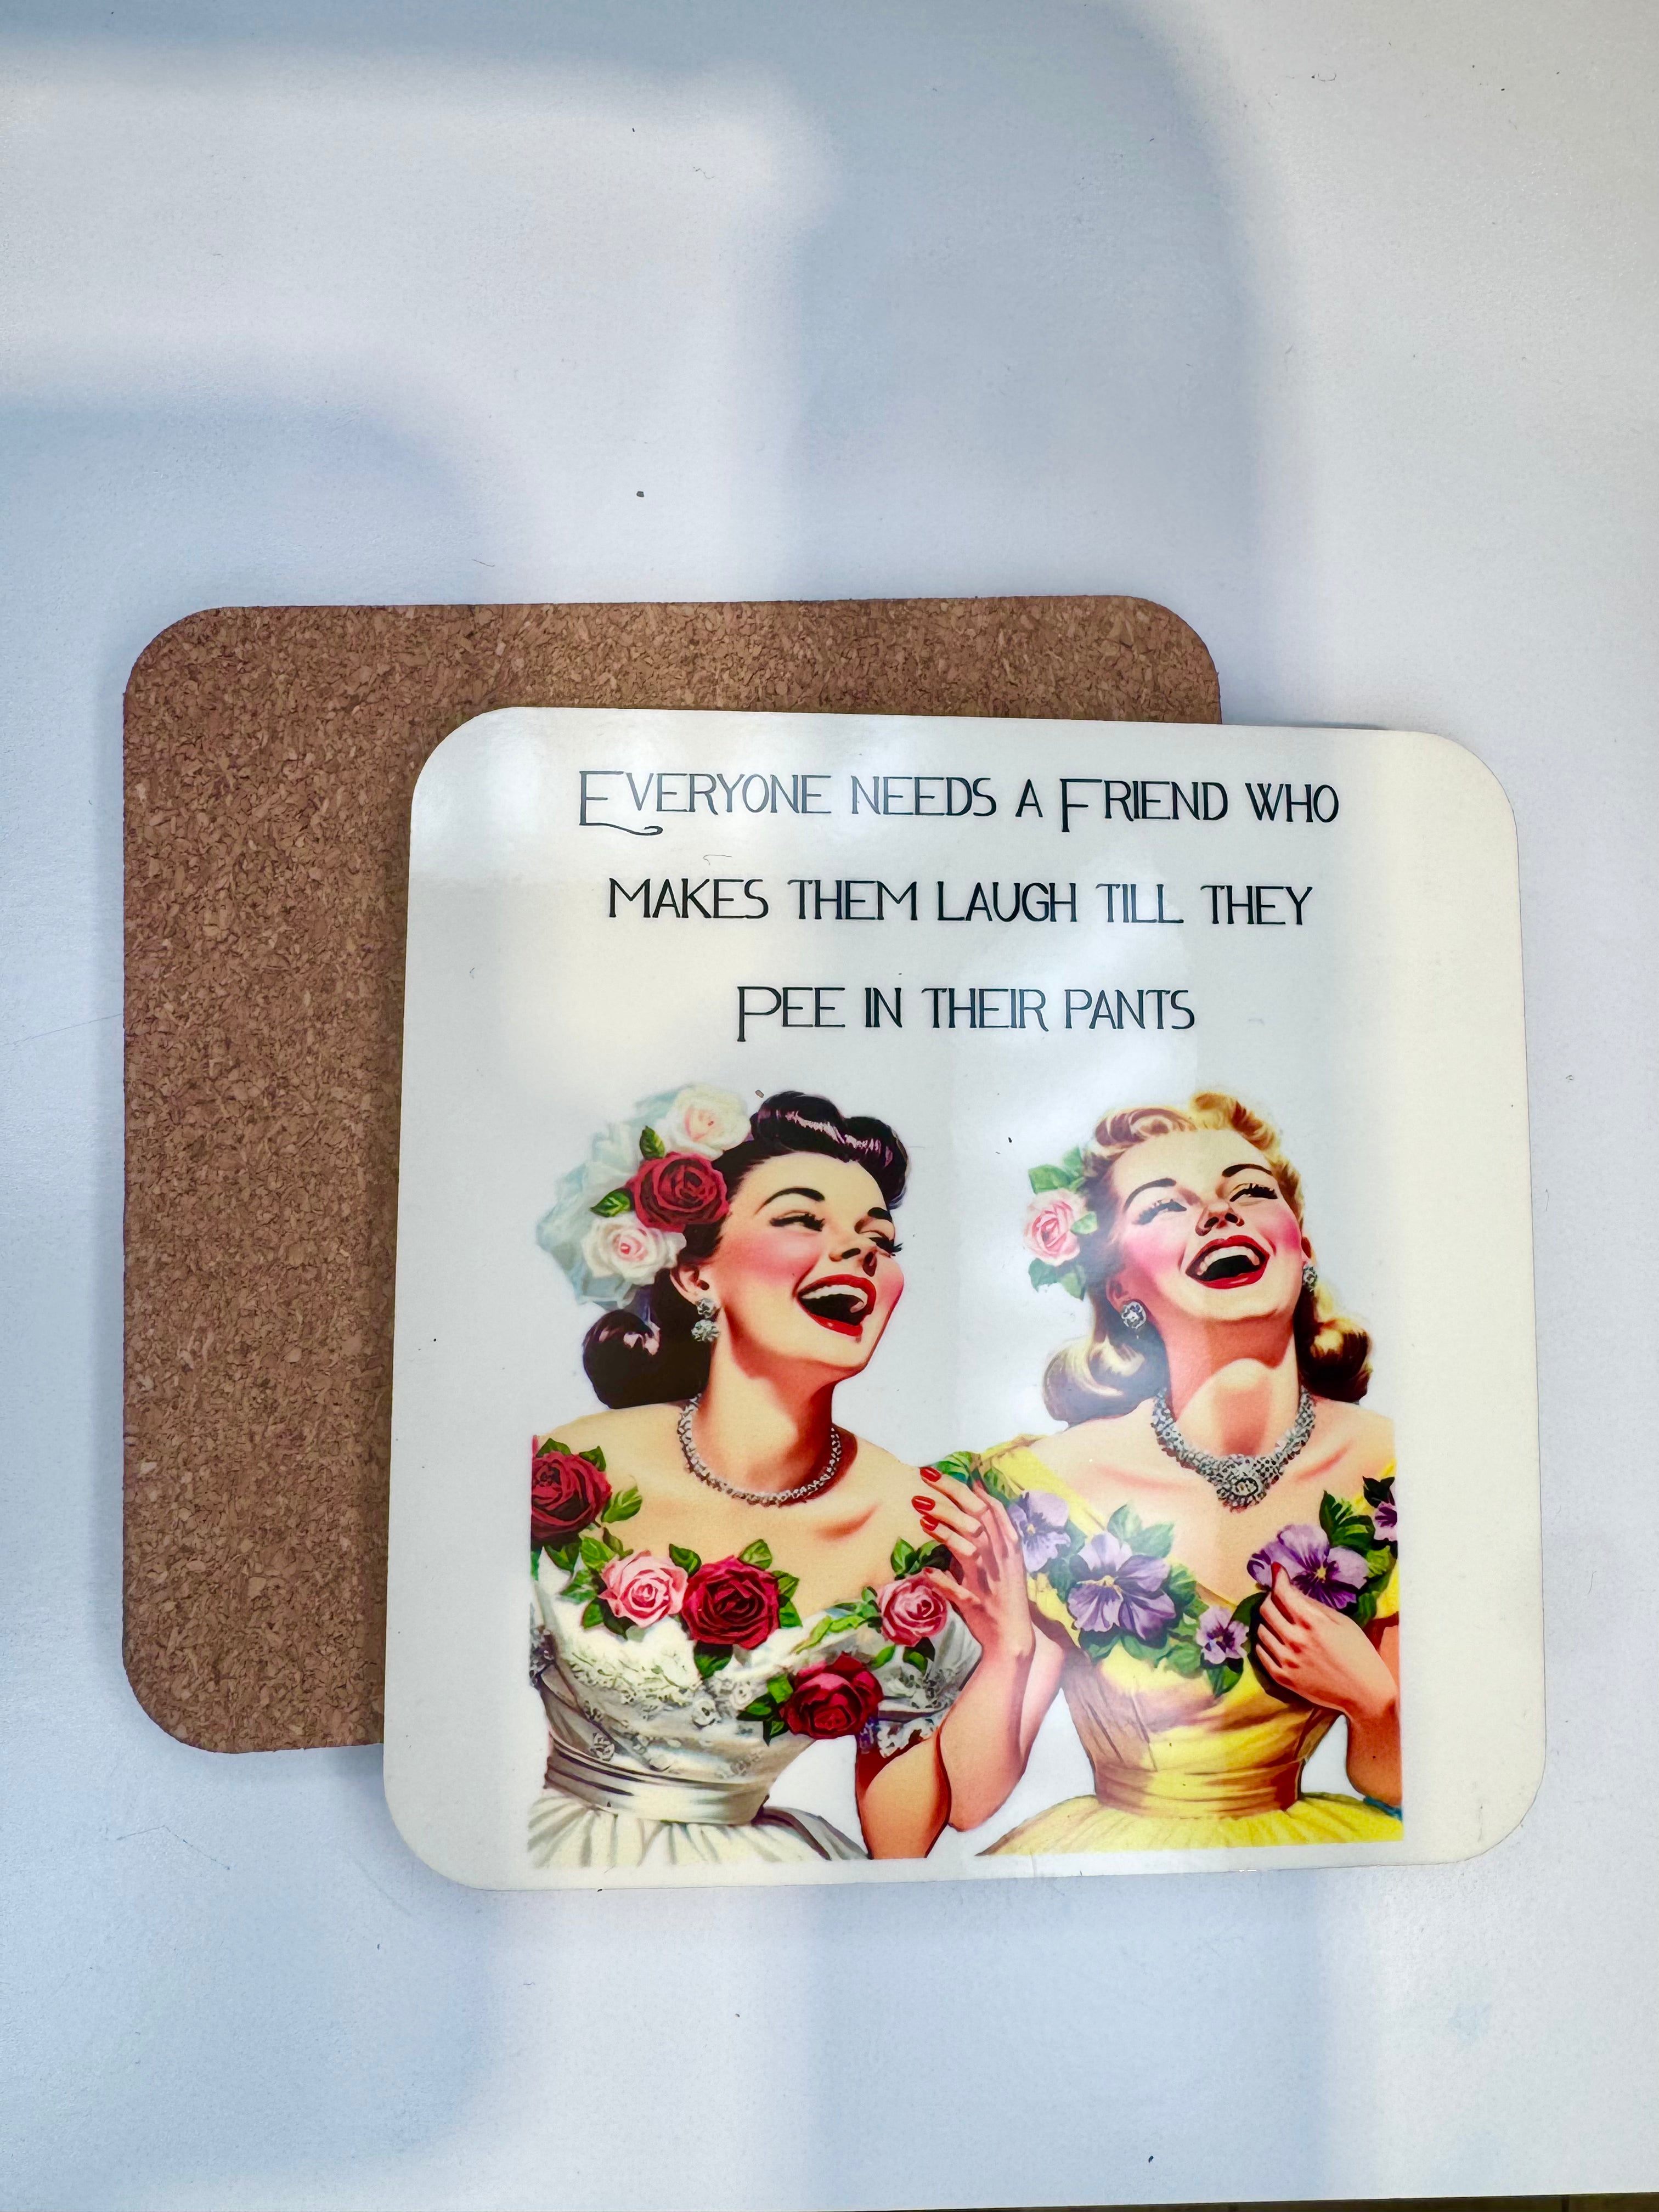 Everyone needs a Friend who
makes them laugh till they
Pee in their pants